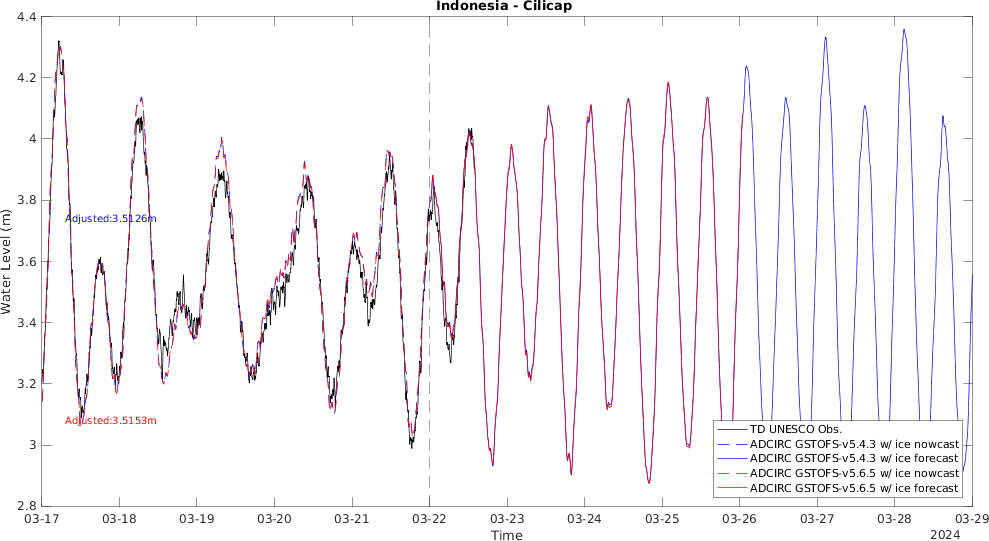 Indonesia - Cilicap
Water Level (m)
4.4
4.2
4
3.8
3.6
3.4
3.2
3
2.8
Adjusted:3.5126m
Adjusted:3.5153m
TD UNESCO Obs.
ADCIRC GSTOFS-v5.4.3 w/ ice nowcast
ADCIRC GSTOFS-v5.4.3 w/ ice forecast
ADCIRC GSTOFS-v5.6.5 w/ ice nowcast
ADCIRC GSTOFS-v5.6.5 w/ ice forecast
03-17 03-18 03-19 03-20 03-21 03-22 03-23 03-24 03-25 03-26 03-27 03-28 03-29
Time
2024